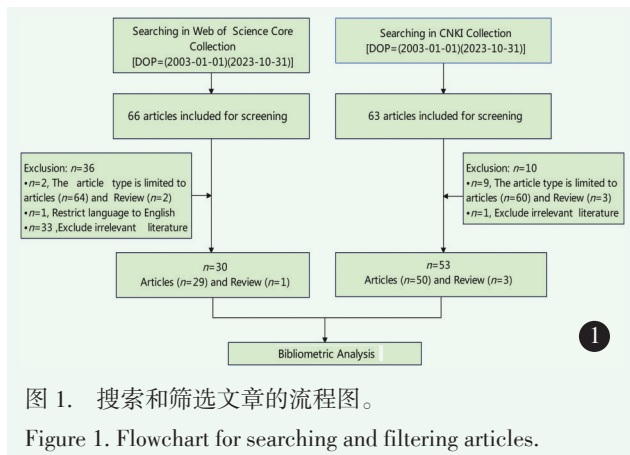 Searching in Web of Science Core
Collection
[DOP=(2003-01-01)(2023-10-31)]
Searching in CNKI Collection
[DOP=(2003-01-01)(2023-10-31)]
66 articles included for screening
63 articles included for screening
Exclusion: n=36
•n=2, The article type is limited to
articles (n=64) and Review (n=2)
•n=1, Restrict language to English
•n=33 ,Exclude irrelevant literature
Exclusion: n=10
•n=9, The article type is limited to
articles (n=60) and Review (n=3)
•n=1, Exclude irrelevant literature
n=30
Articles (n=29) and Review (n=1)
n=53
Articles (n=50) and Review (n=3)
Bibliometric Analysis
1
图 1. 搜索和筛选文章的流程图。
Figure 1. Flowchart for searching and filtering articles.